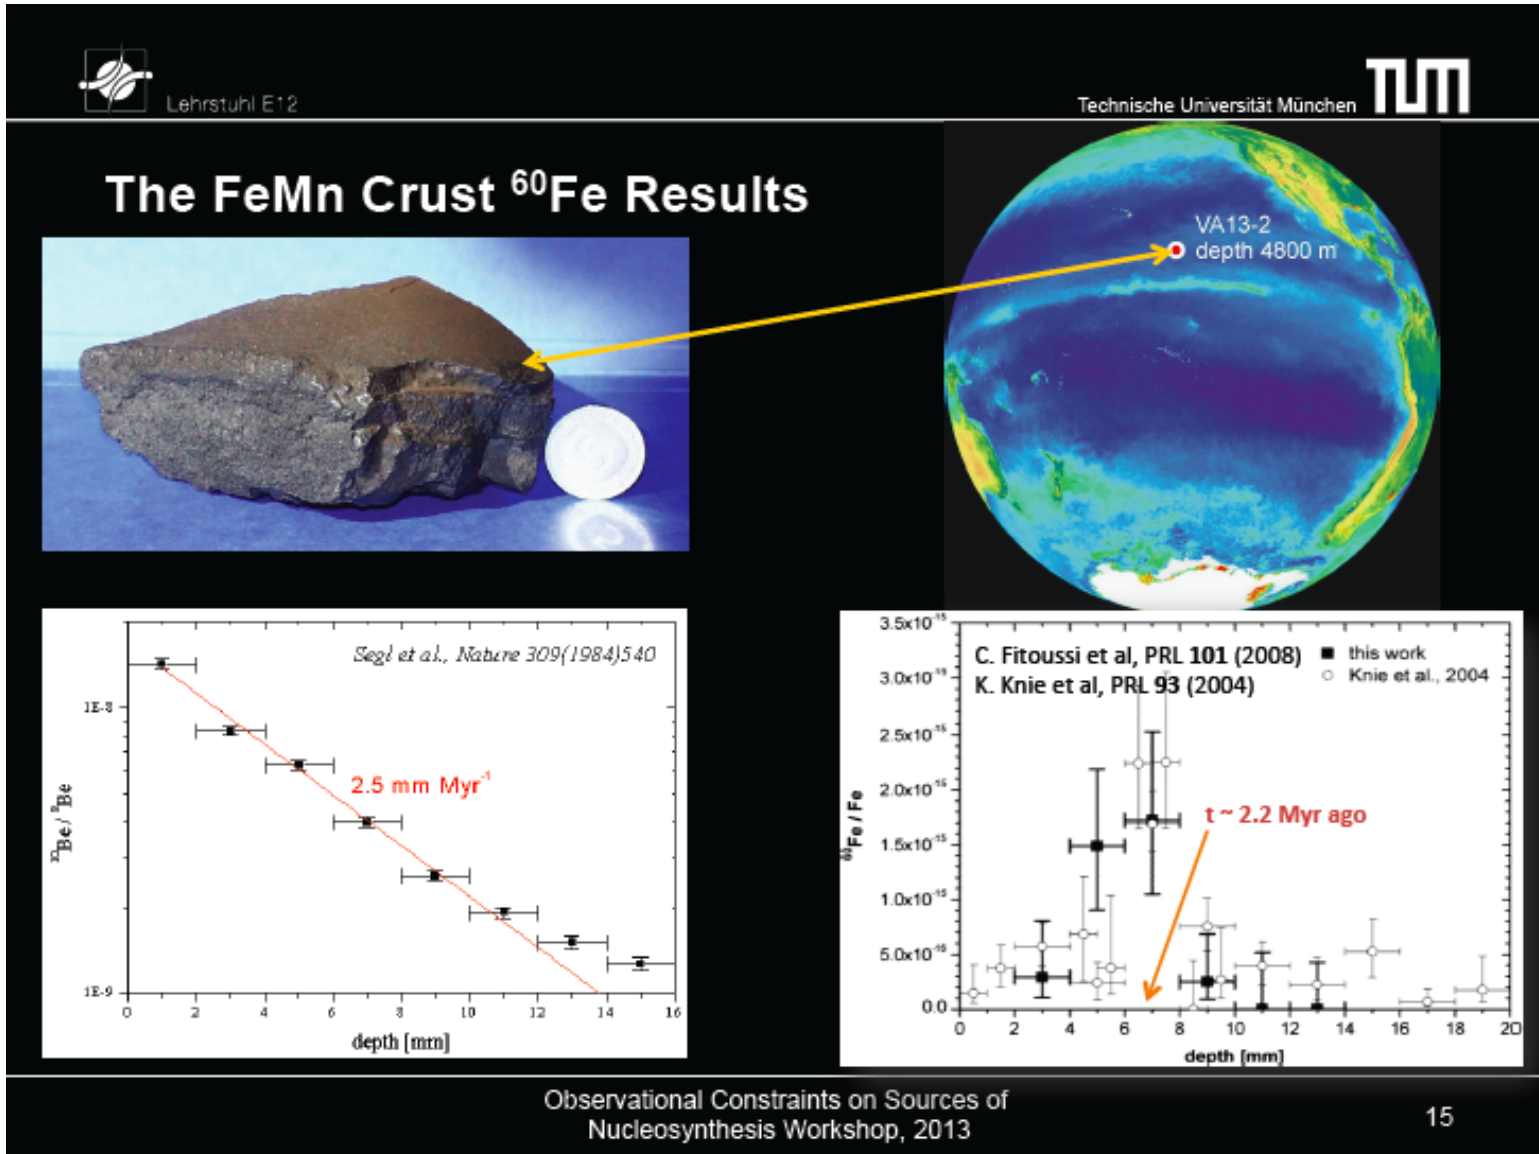 Lehrstuhl E12
Technische Universität München
TUM
The FeMn Crust ⁶⁰Fe Results
VA13-2
depth 4800 m
Segl et al., Nature 309(1984)540
2.5 mm Myr⁻¹
1E-8
1E-9
¹⁰Be / ⁹Be
0 2 4 6 8 10 12 14 16
depth [mm]
C. Fitoussi et al, PRL 101 (2008)
K. Knie et al, PRL 93 (2004)
this work
Knie et al., 2004
t ~ 2.2 Myr ago
3.5x10⁻¹⁵
3.0x10⁻¹⁵
2.5x10⁻¹⁵
2.0x10⁻¹⁵
1.5x10⁻¹⁵
1.0x10⁻¹⁵
5.0x10⁻¹⁶
0.0
⁶⁰Fe / Fe
0 2 4 6 8 10 12 14 16 18 20
depth [mm]
Observational Constraints on Sources of
Nucleosynthesis Workshop, 2013
15